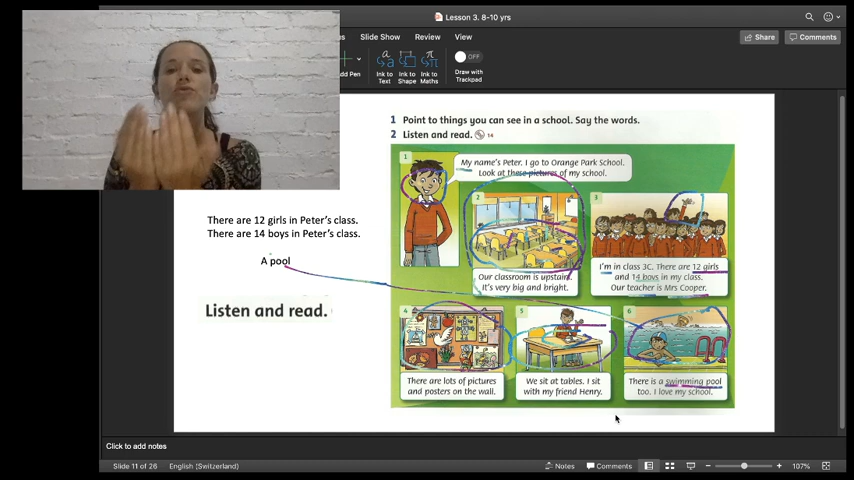 Lesson 3. 8-10 yrs
Slide Show
Review
View
Share
Comments
dd Pen
Ink to
Text
Ink to
Shape
Ink to
Maths
OFF
Draw with
Trackpad
1 Point to things you can see in a school. Say the words.
2 Listen and read. 14
1
My name's Peter. I go to Orange Park School.
Look at these pictures of my school.
2
Our classroom is upstairs.
It's very big and bright.
3
I'm in class 3C. There are 12 girls
and 14 boys in my class.
Our teacher is Mrs Cooper.
4
There are lots of pictures
and posters on the wall.
5
We sit at tables. I sit
with my friend Henry.
6
There is a swimming pool
too. I love my school.
There are 12 girls in Peter's class.
There are 14 boys in Peter's class.
A pool
Listen and read.
Click to add notes
Slide 11 of 26
English (Switzerland)
Notes
Comments
107%